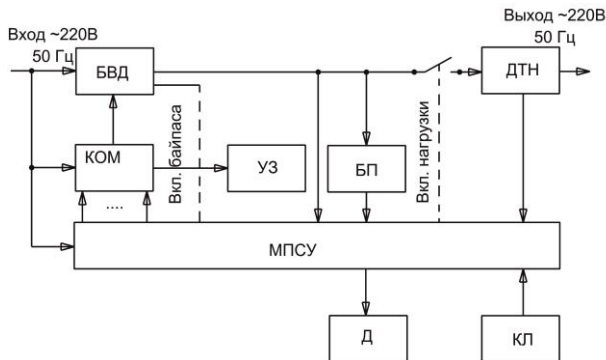 Вход ~220В
50 Гц
Выход ~220В
50 Гц
БВД
ДТН
КОМ
Вкл. байпаса
УЗ
БП
Вкл. нагрузки
....
МПСУ
Д
КЛ